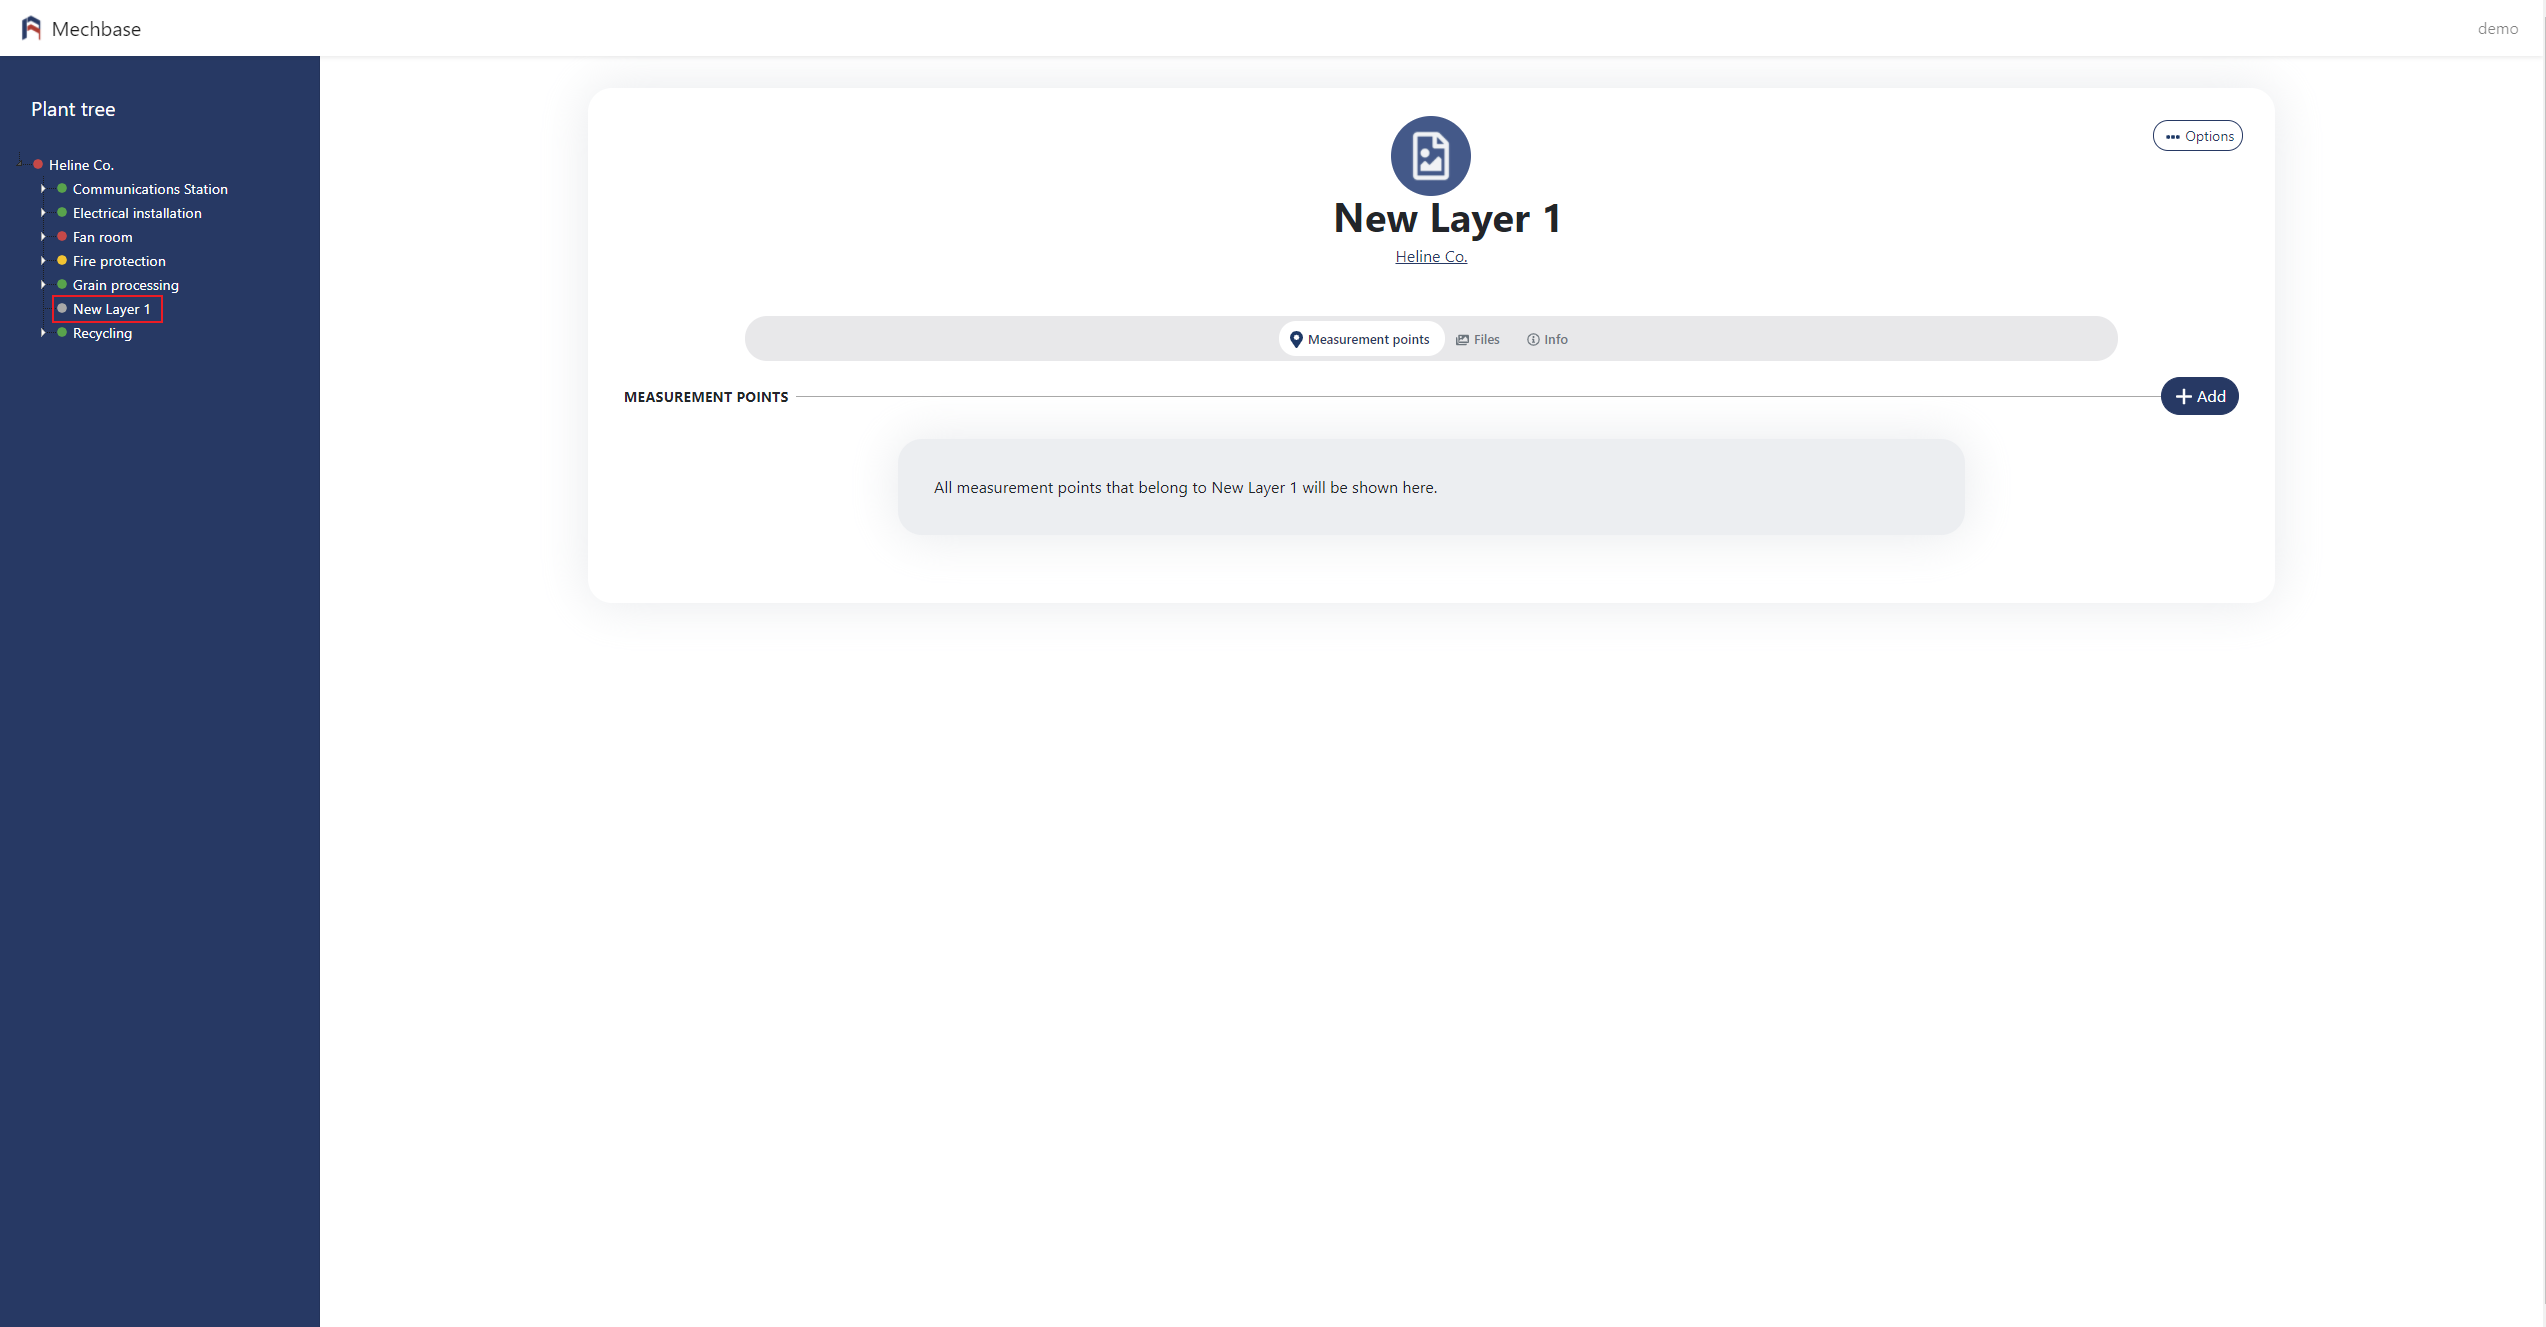 Mechbase
demo
Plant tree
Heline Co.
Communications Station
Electrical installation
Fan room
Fire protection
Grain processing
New Layer 1
Recycling
Options
New Layer 1
Heline Co.
Measurement points
Files
Info
MEASUREMENT POINTS
Add
All measurement points that belong to New Layer 1 will be shown here.